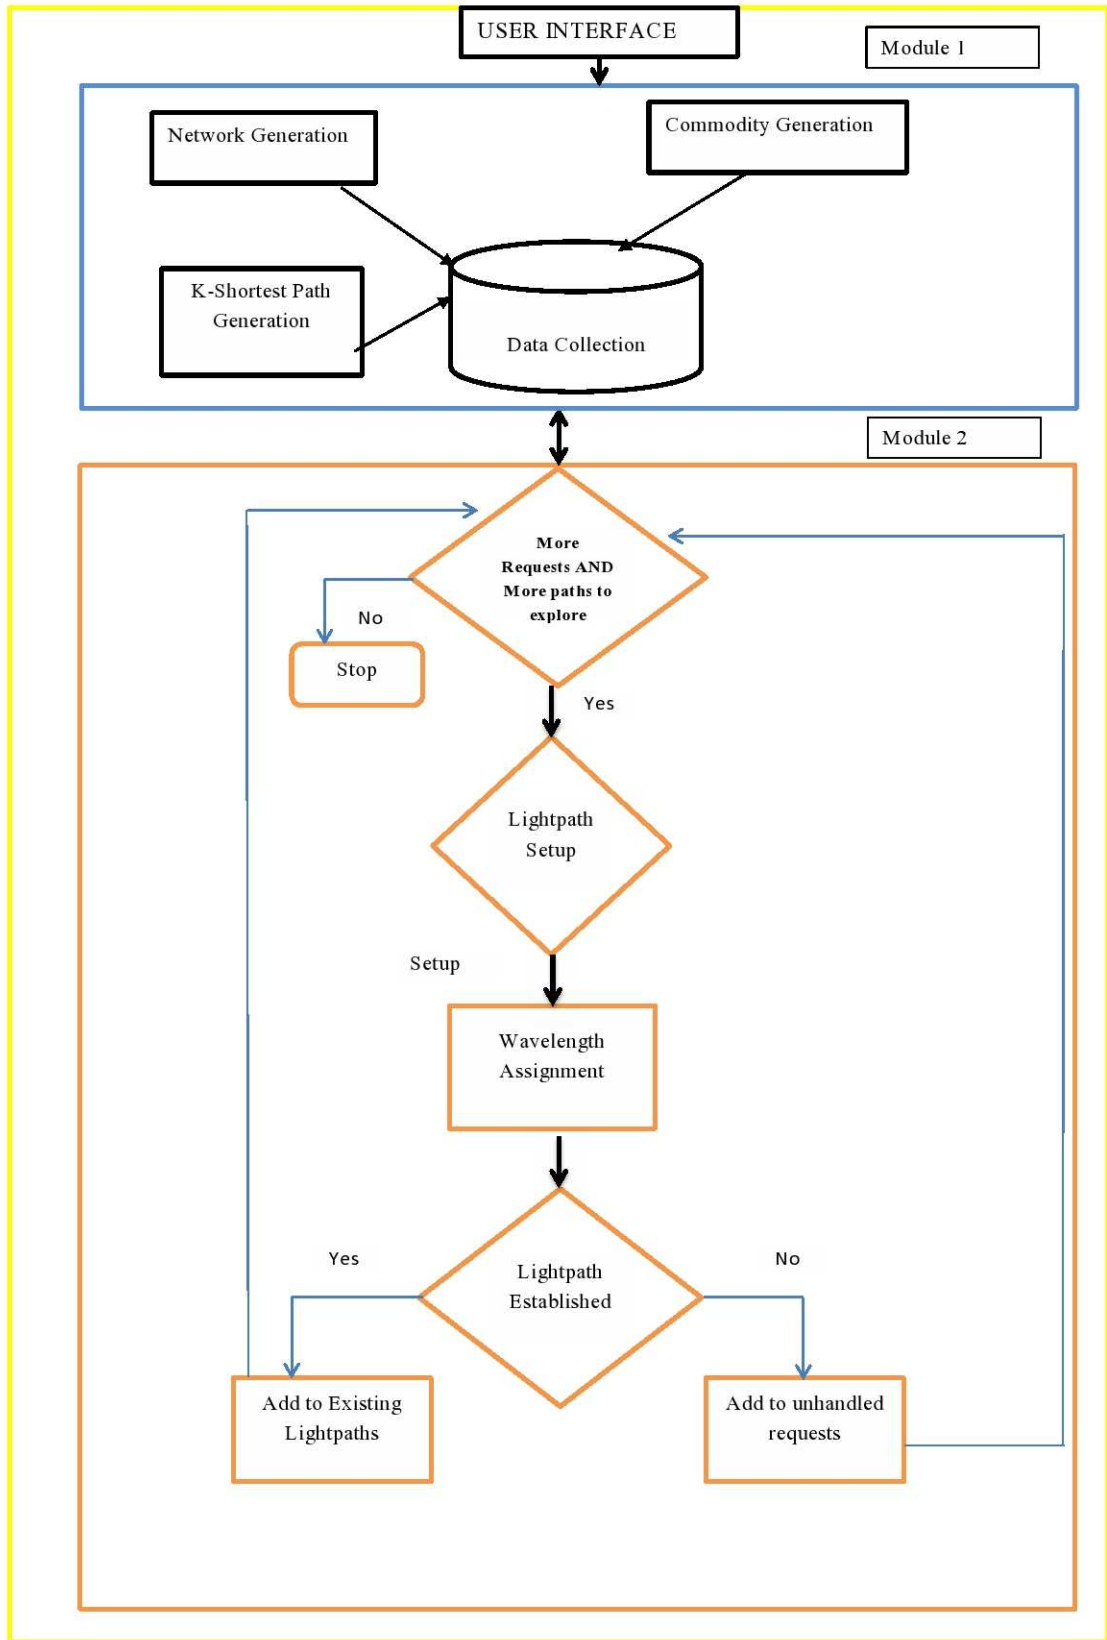 USER INTERFACE
Module 1
Network Generation
Commodity Generation
K-Shortest Path
Generation
Data Collection
Module 2
More
Requests AND
More paths to
explore
No
Stop
Yes
Lightpath
Setup
Setup
Wavelength
Assignment
Yes
No
Lightpath
Established
Add to Existing
Lightpaths
Add to unhandled
requests